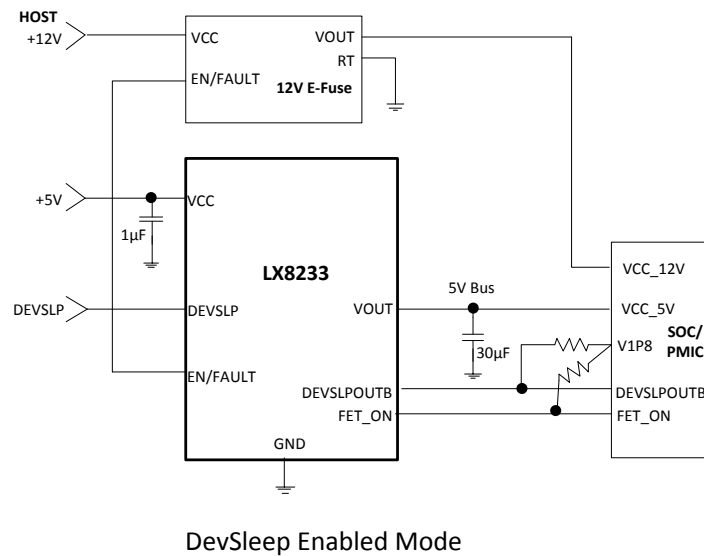 HOST
+12V
VCC
VOUT
RT
EN/FAULT
12V E-Fuse
+5V
VCC
1µF
LX8233
DEVSLP
DEVSLP
VOUT
5V Bus
30µF
EN/FAULT
DEVSLPOUTB
FET_ON
GND
VCC_12V
VCC_5V
SOC/
PMIC
V1P8
DEVSLPOUTB
FET_ON
DevSleep Enabled Mode